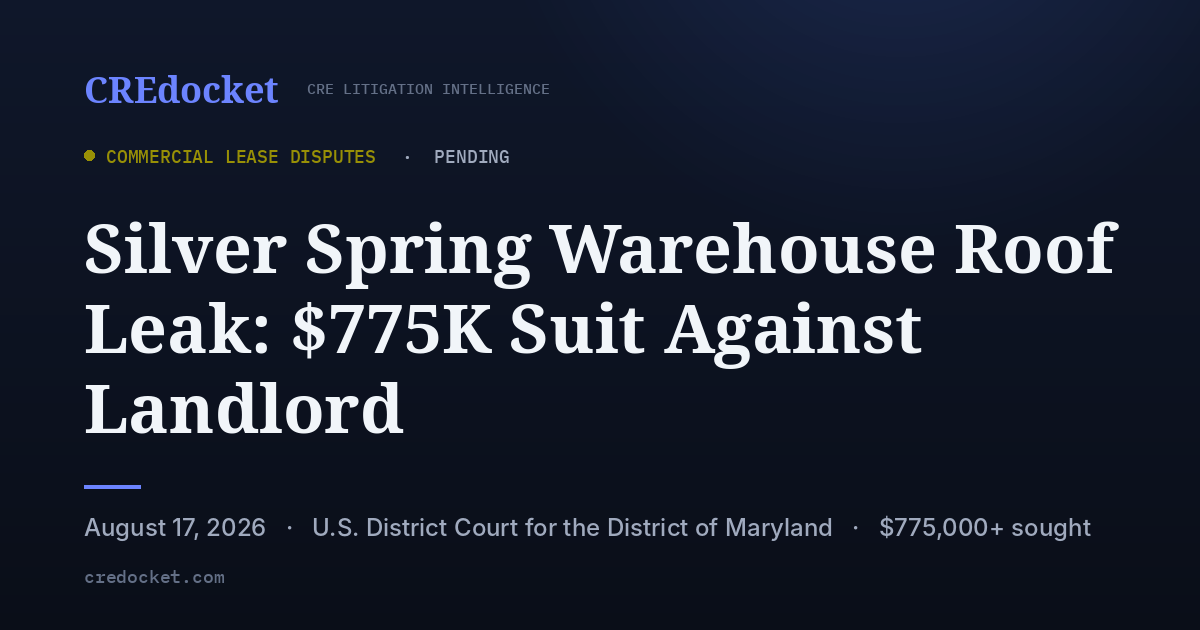 CREdocket CRE LITIGATION INTELLIGENCE
COMMERCIAL LEASE DISPUTES · PENDING
Silver Spring Warehouse Roof
Leak: $775K Suit Against
Landlord
August 17, 2026 · U.S. District Court for the District of Maryland · $775,000+ sought
credocket.com